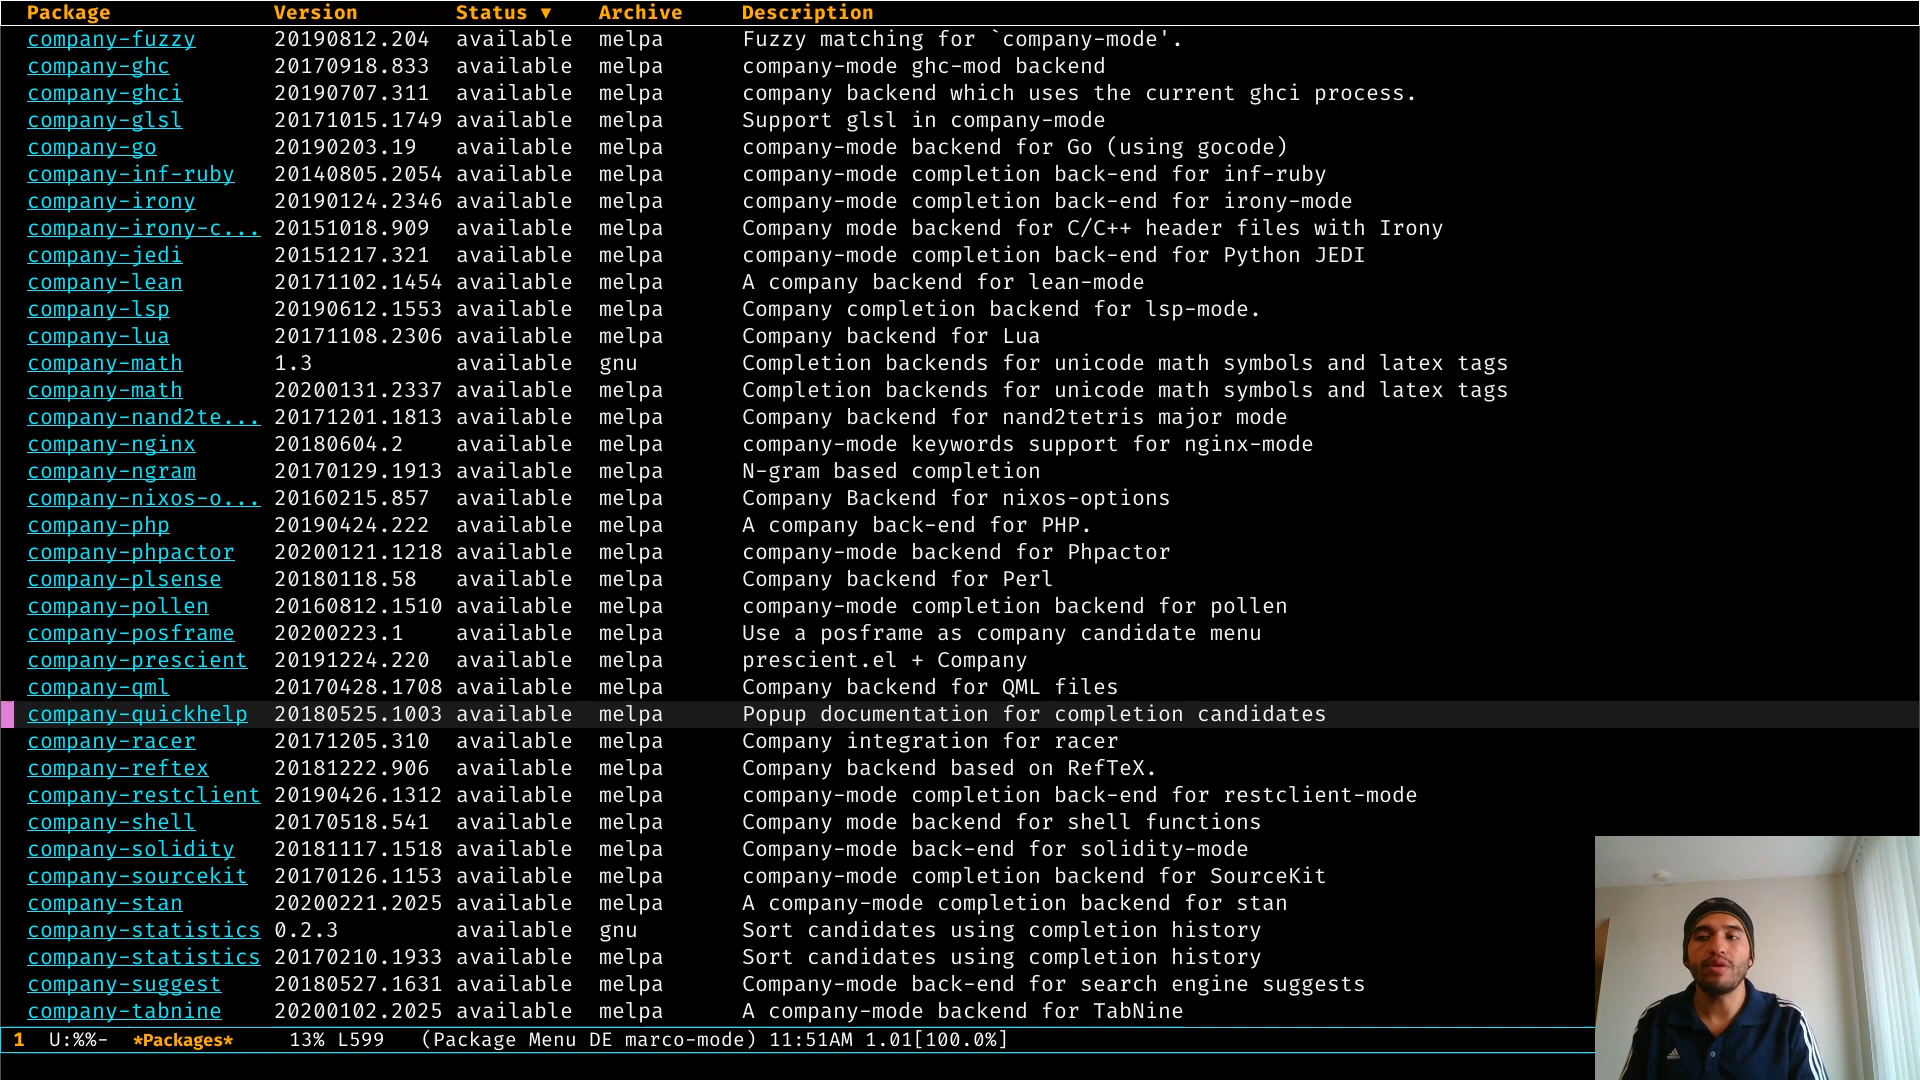 Package Version Status ▼ Archive Description
company-fuzzy 20190812.204 available melpa Fuzzy matching for `company-mode'.
company-ghc 20170918.833 available melpa company-mode ghc-mod backend
company-ghci 20190707.311 available melpa company backend which uses the current ghci process.
company-glsl 20171015.1749 available melpa Support glsl in company-mode
company-go 20190203.19 available melpa company-mode backend for Go (using gocode)
company-inf-ruby 20140805.2054 available melpa company-mode completion back-end for inf-ruby
company-irony 20190124.2346 available melpa company-mode completion back-end for irony-mode
company-irony-c... 20151018.909 available melpa Company mode backend for C/C++ header files with Irony
company-jedi 20151217.321 available melpa company-mode completion back-end for Python JEDI
company-lean 20171102.1454 available melpa A company backend for lean-mode
company-lsp 20190612.1553 available melpa Company completion backend for lsp-mode.
company-lua 20171108.2306 available melpa Company backend for Lua
company-math 1.3 available gnu Completion backends for unicode math symbols and latex tags
company-math 20200131.2337 available melpa Completion backends for unicode math symbols and latex tags
company-nand2te... 20171201.1813 available melpa Company backend for nand2tetris major mode
company-nginx 20180604.2 available melpa company-mode keywords support for nginx-mode
company-ngram 20170129.1913 available melpa N-gram based completion
company-nixos-o... 20160215.857 available melpa Company Backend for nixos-options
company-php 20190424.222 available melpa A company back-end for PHP.
company-phpactor 20200121.1218 available melpa company-mode backend for Phpactor
company-plsense 20180118.58 available melpa Company backend for Perl
company-pollen 20160812.1510 available melpa company-mode completion backend for pollen
company-posframe 20200223.1 available melpa Use a posframe as company candidate menu
company-prescient 20191224.220 available melpa prescient.el + Company
company-qml 20170428.1708 available melpa Company backend for QML files
company-quickhelp 20180525.1003 available melpa Popup documentation for completion candidates
company-racer 20171205.310 available melpa Company integration for racer
company-reftex 20181222.906 available melpa Company backend based on RefTeX.
company-restclient 20190426.1312 available melpa company-mode completion back-end for restclient-mode
company-shell 20170518.541 available melpa Company mode backend for shell functions
company-solidity 20181117.1518 available melpa Company-mode back-end for solidity-mode
company-sourcekit 20170126.1153 available melpa company-mode completion backend for SourceKit
company-stan 20200221.2025 available melpa A company-mode completion backend for stan
company-statistics 0.2.3 available gnu Sort candidates using completion history
company-statistics 20170210.1933 available melpa Sort candidates using completion history
company-suggest 20180527.1631 available melpa Company-mode back-end for search engine suggests
company-tabnine 20200102.2025 available melpa A company-mode backend for TabNine
1 U:%%- *Packages* 13% L599 (Package Menu DE marco-mode) 11:51AM 1.01[100.0%]